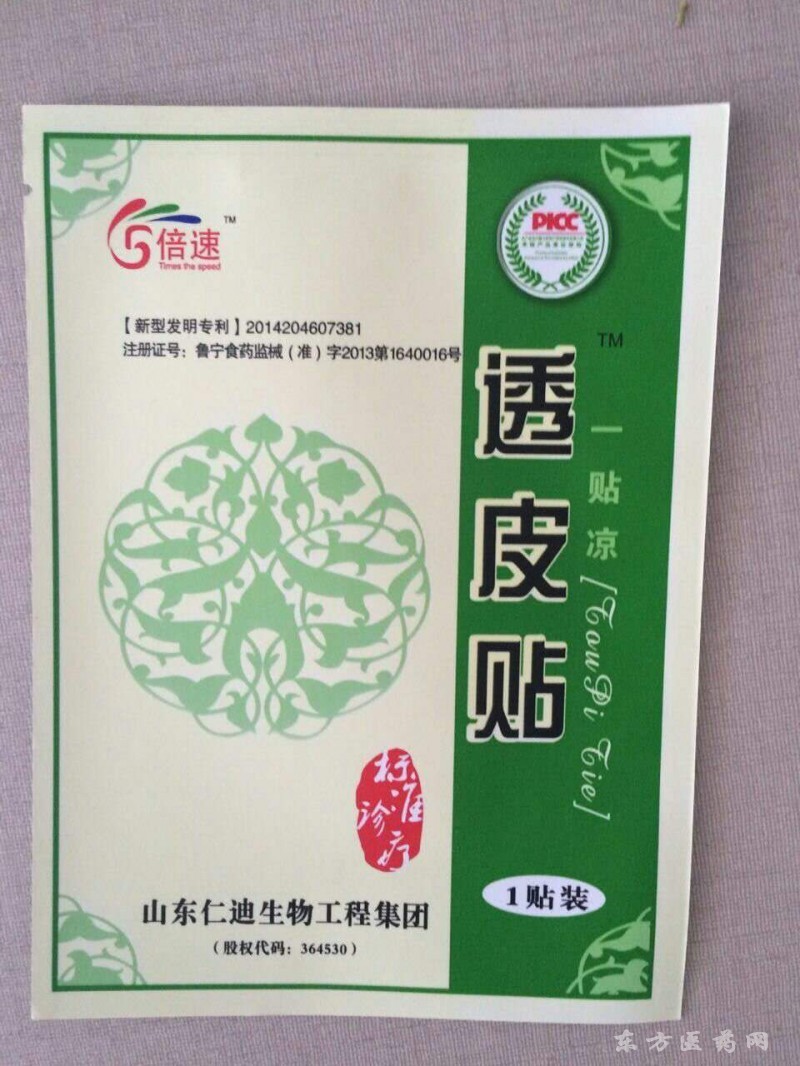 倍速™
Times the speed
【新型发明专利】2014204607381
注册证号：鲁宁食药监械（准）字2013第1640016号
PICC
透皮贴
TM
一贴凉
[TouPi Tie]
标准
诊疗
1贴装
山东仁迪生物工程集团
（股权代码：364530）
东方医药网